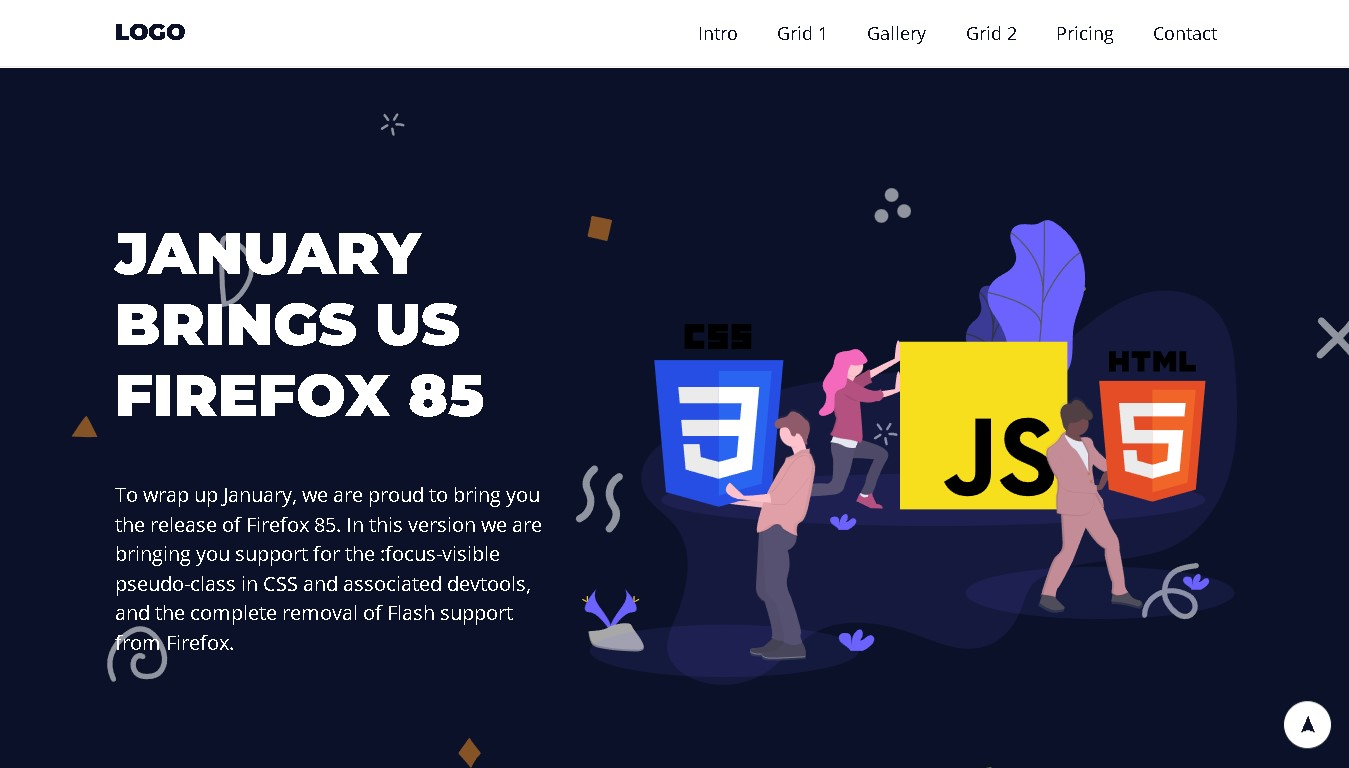 LOGO
Intro
Grid 1
Gallery
Grid 2
Pricing
Contact
JANUARY
BRINGS US
FIREFOX 85
To wrap up January, we are proud to bring you
the release of Firefox 85. In this version we are
bringing you support for the :focus-visible
pseudo-class in CSS and associated devtools,
and the complete removal of Flash support
from Firefox.
CSS
3
JS
HTML
5